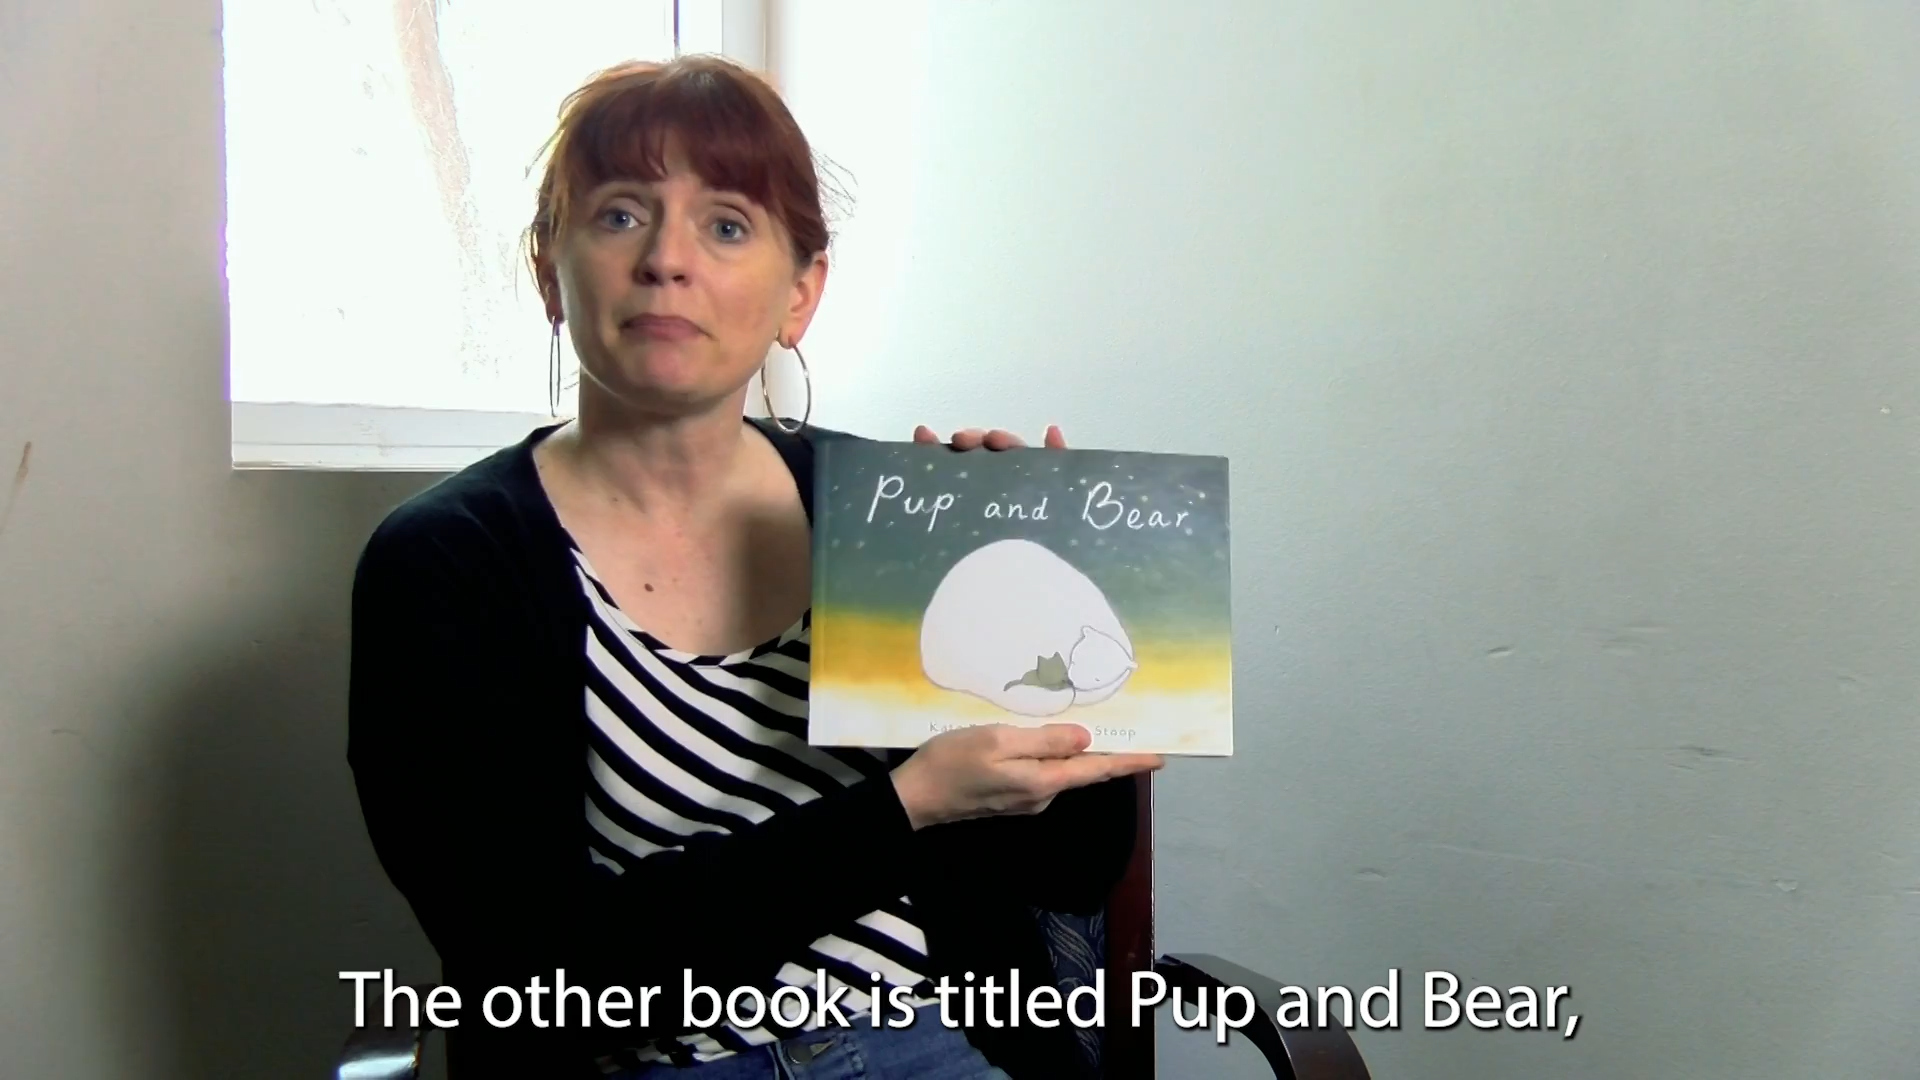 Pup and Bear
Stoop
The other book is titled Pup and Bear,